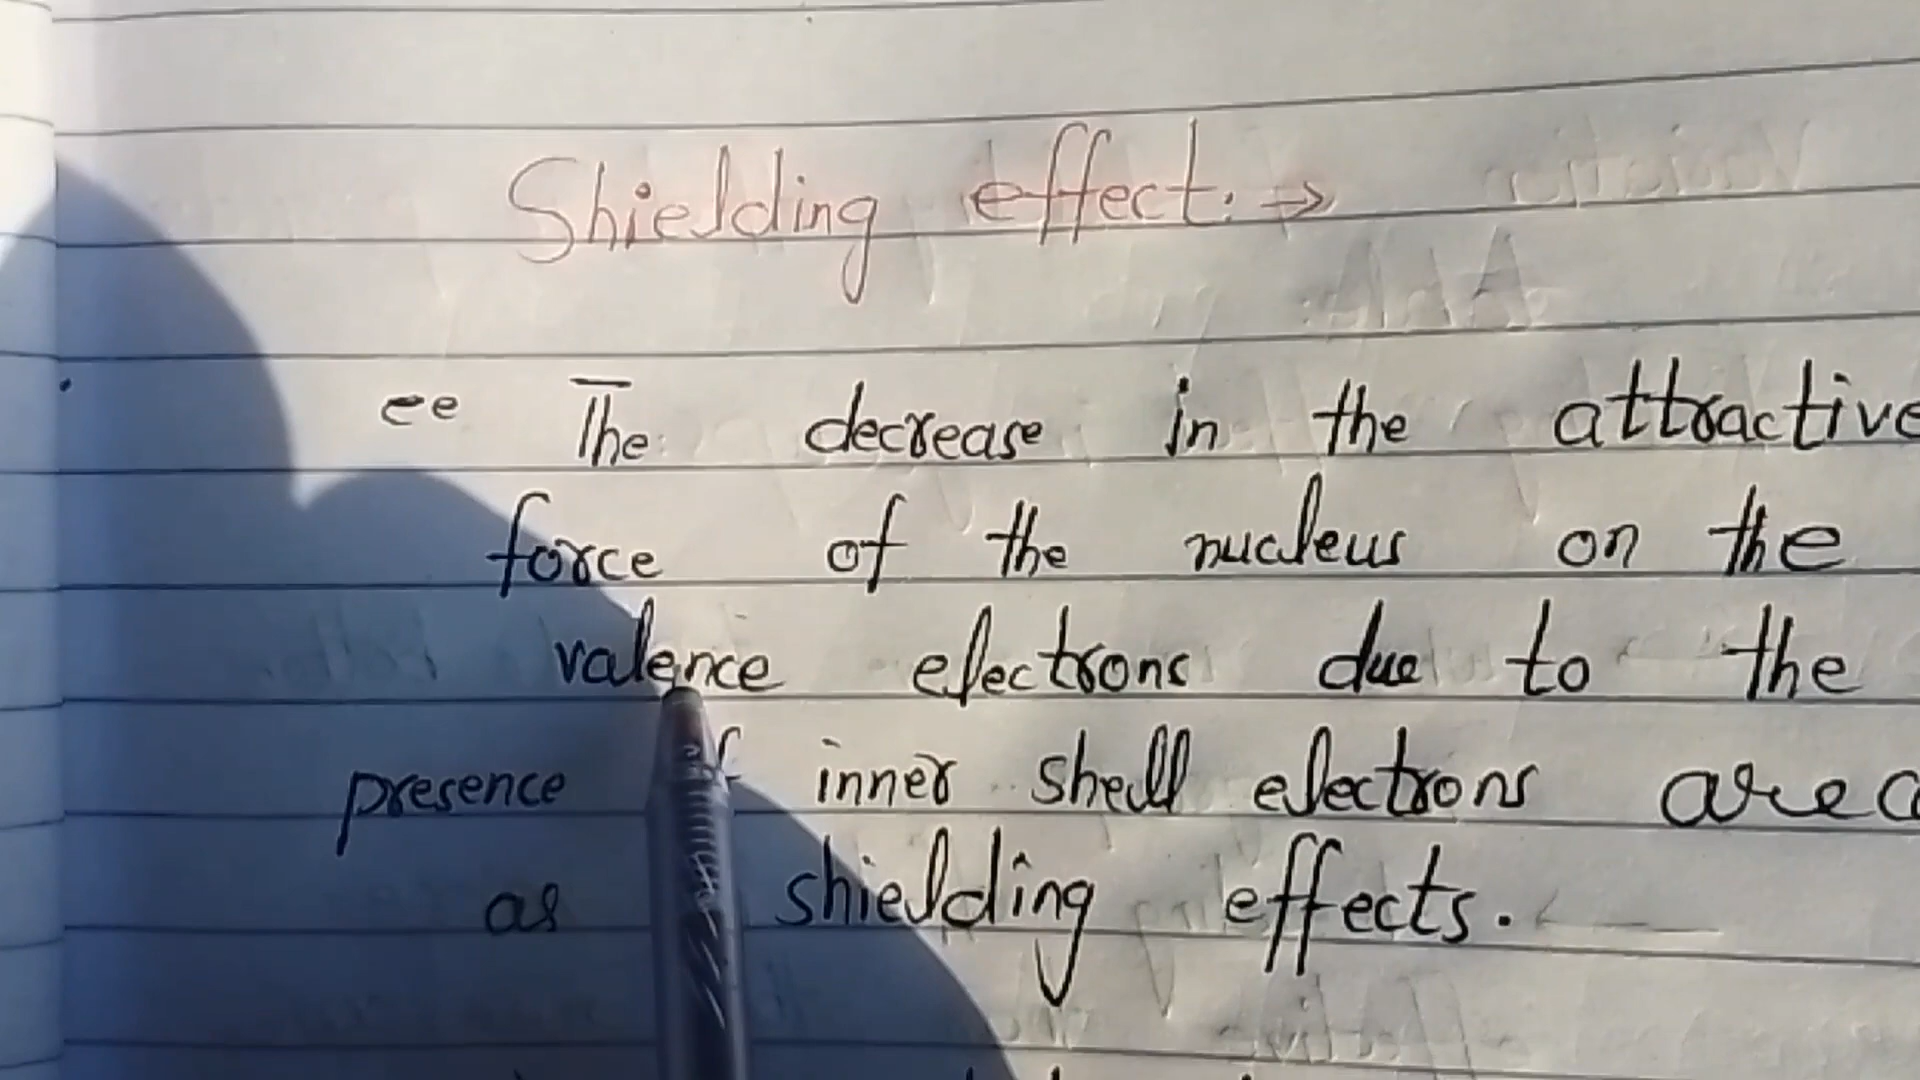 Shielding effect:→
“ The decrease in the attractive
force of the nucleus on the
valence electrons due to the
presence of inner shell electrons are
as shielding effects.